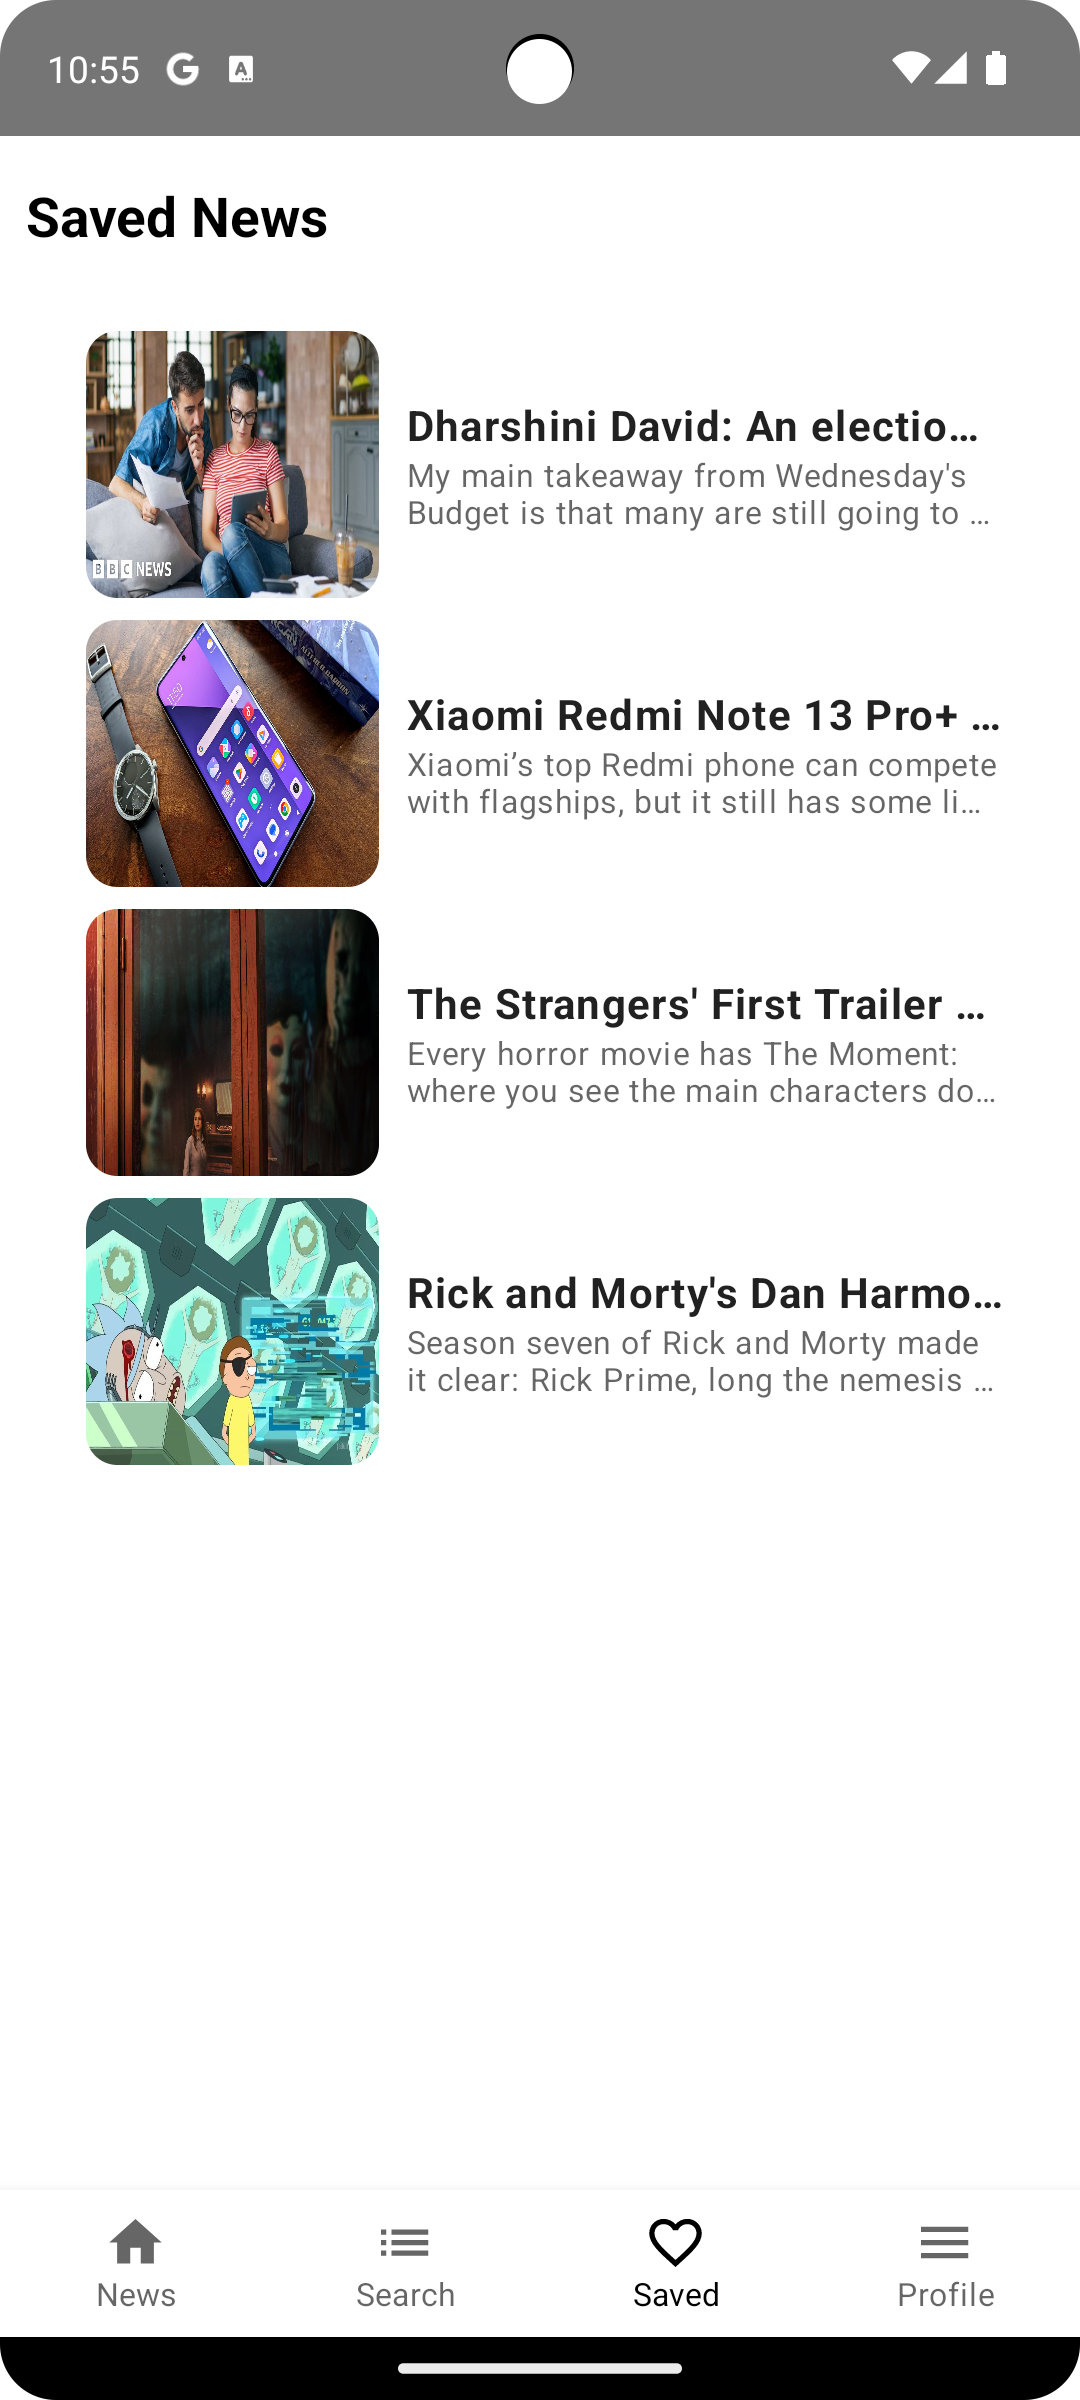 10:55
Saved News
BBC NEWS
Dharshini David: An electio…
My main takeaway from Wednesday's
Budget is that many are still going to …
Xiaomi Redmi Note 13 Pro+ …
Xiaomi’s top Redmi phone can compete
with flagships, but it still has some li…
The Strangers' First Trailer …
Every horror movie has The Moment:
where you see the main characters do…
Rick and Morty's Dan Harmo…
Season seven of Rick and Morty made
it clear: Rick Prime, long the nemesis …
News
Search
Saved
Profile